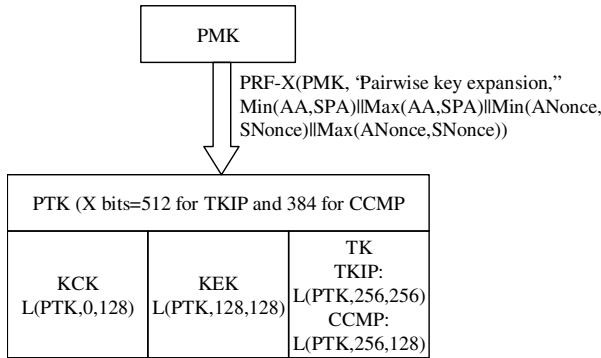 PMK
PRF-X(PMK, “Pairwise key expansion,”
Min(AA,SPA)||Max(AA,SPA)||Min(ANonce,
SNonce)||Max(ANonce,SNonce))
PTK (X bits=512 for TKIP and 384 for CCMP
KCK
L(PTK,0,128)
KEK
L(PTK,128,128)
TK
TKIP:
L(PTK,256,256)
CCMP:
L(PTK,256,128)